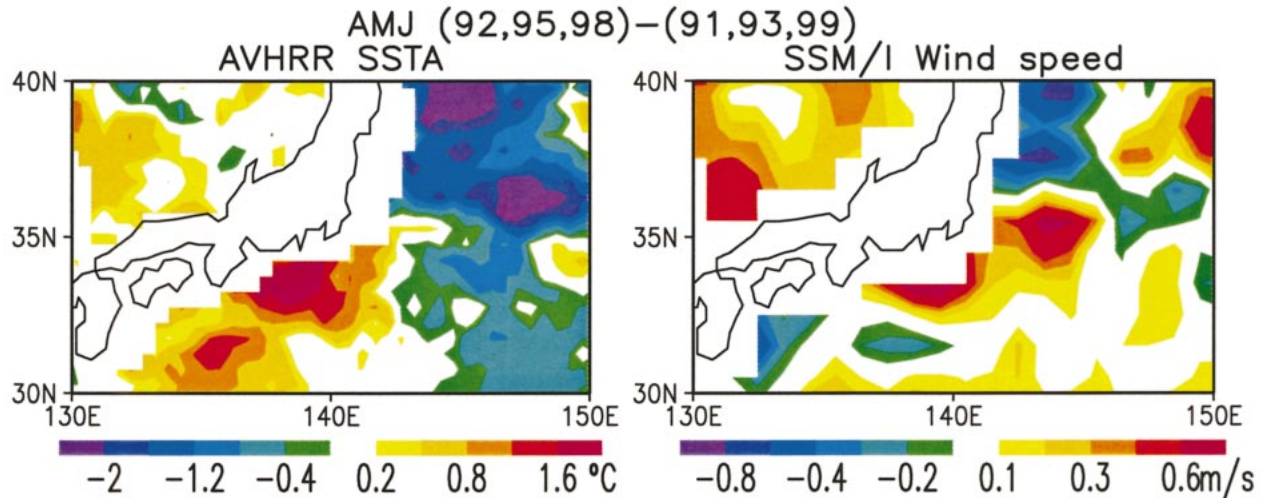 AMJ (92,95,98)−(91,93,99)
AVHRR SSTA
SSM/I Wind speed
40N
35N
30N
130E 140E 150E
40N
35N
30N
130E 140E 150E
−2 −1.2 −0.4 0.2 0.8 1.6 ºC
−0.8 −0.4 −0.2 0.1 0.3 0.6m/s